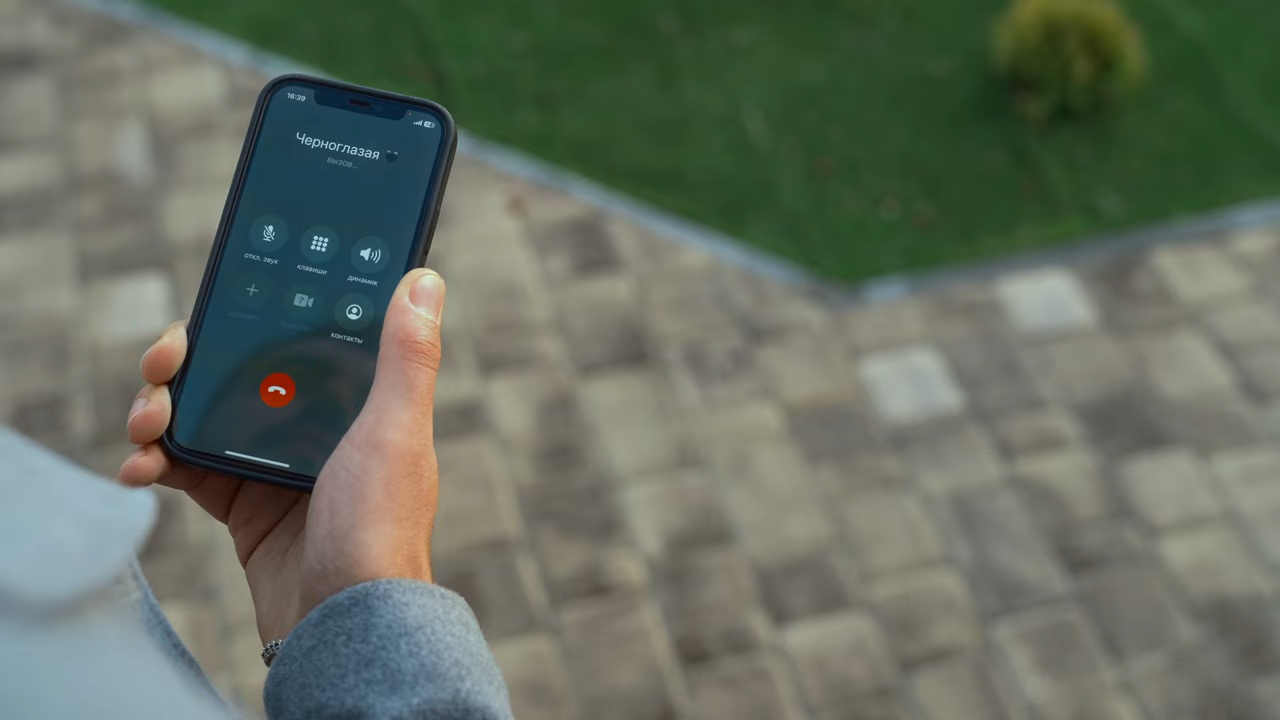 16:39
Черноглазая 🖤
вызов...
откл. звук
клавиши
динамик
контакты